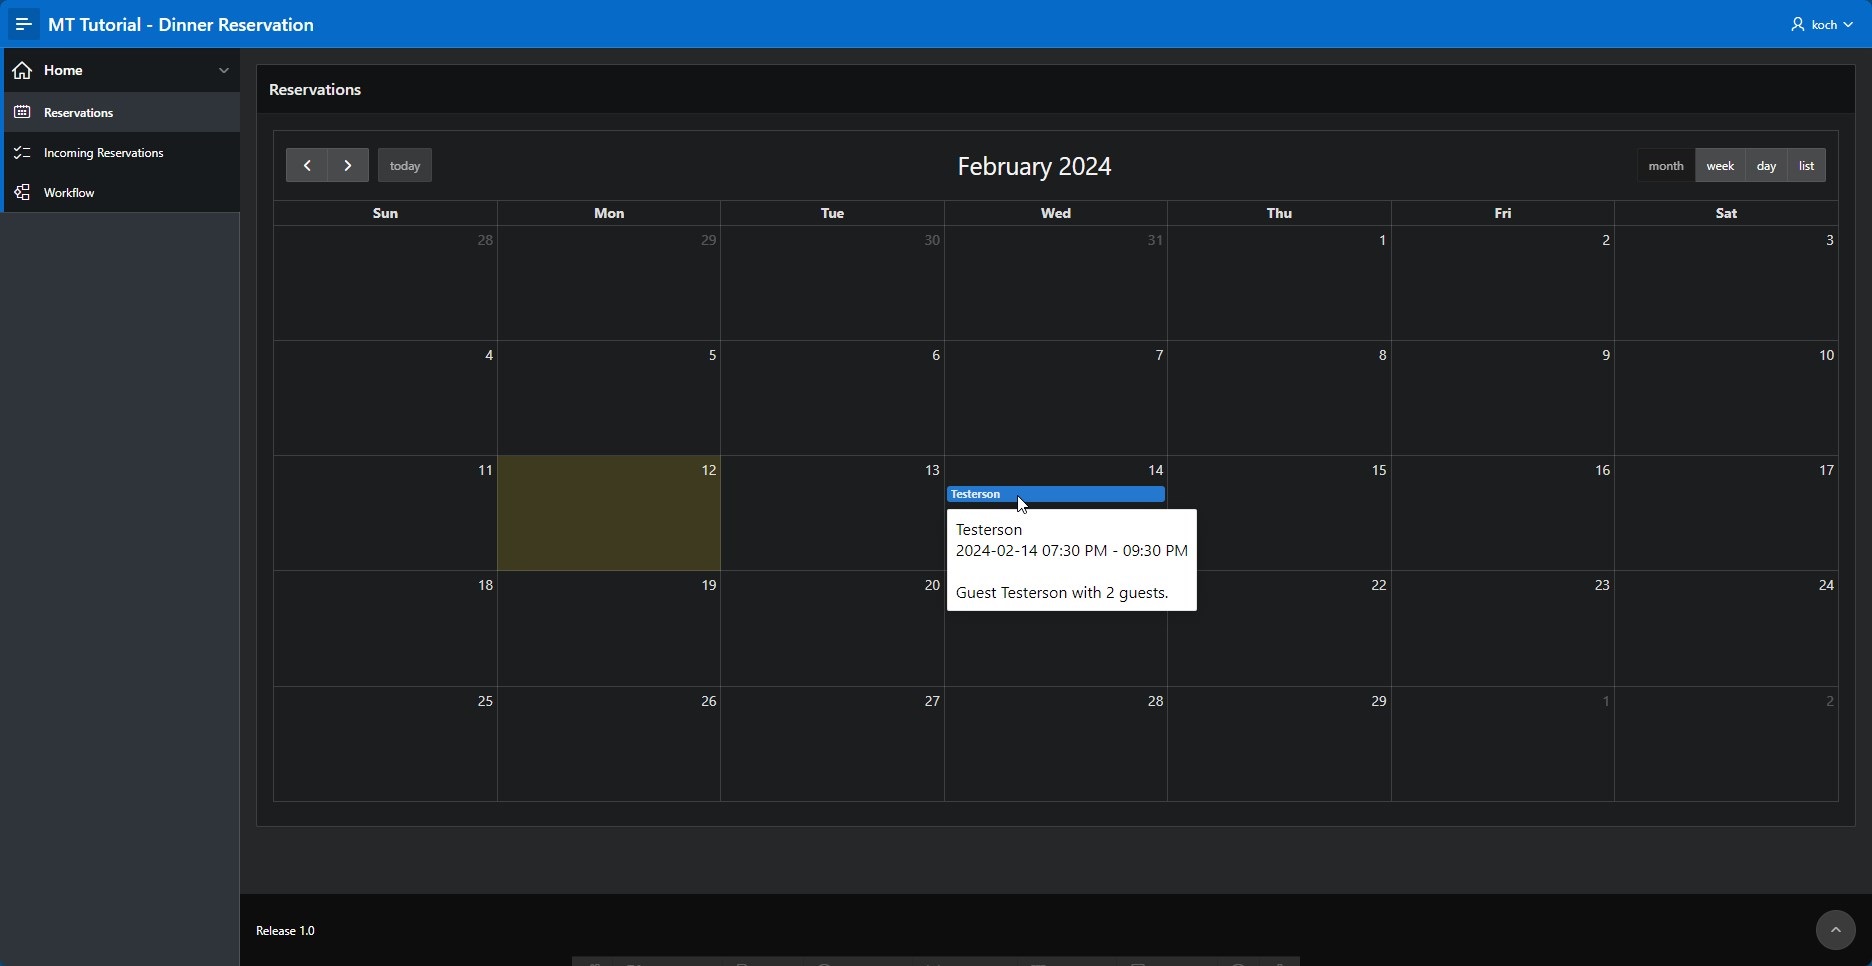 MT Tutorial - Dinner Reservation
koch
Home
Reservations
Incoming Reservations
Workflow
Reservations
today
February 2024
month week day list
Sun Mon Tue Wed Thu Fri Sat
28 29 30 31 1 2 3
4 5 6 7 8 9 10
11 12 13 14 15 16 17
Testerson
Testerson
2024-02-14 07:30 PM - 09:30 PM
Guest Testerson with 2 guests.
18 19 20 22 23 24
25 26 27 28 29 1 2
Release 1.0